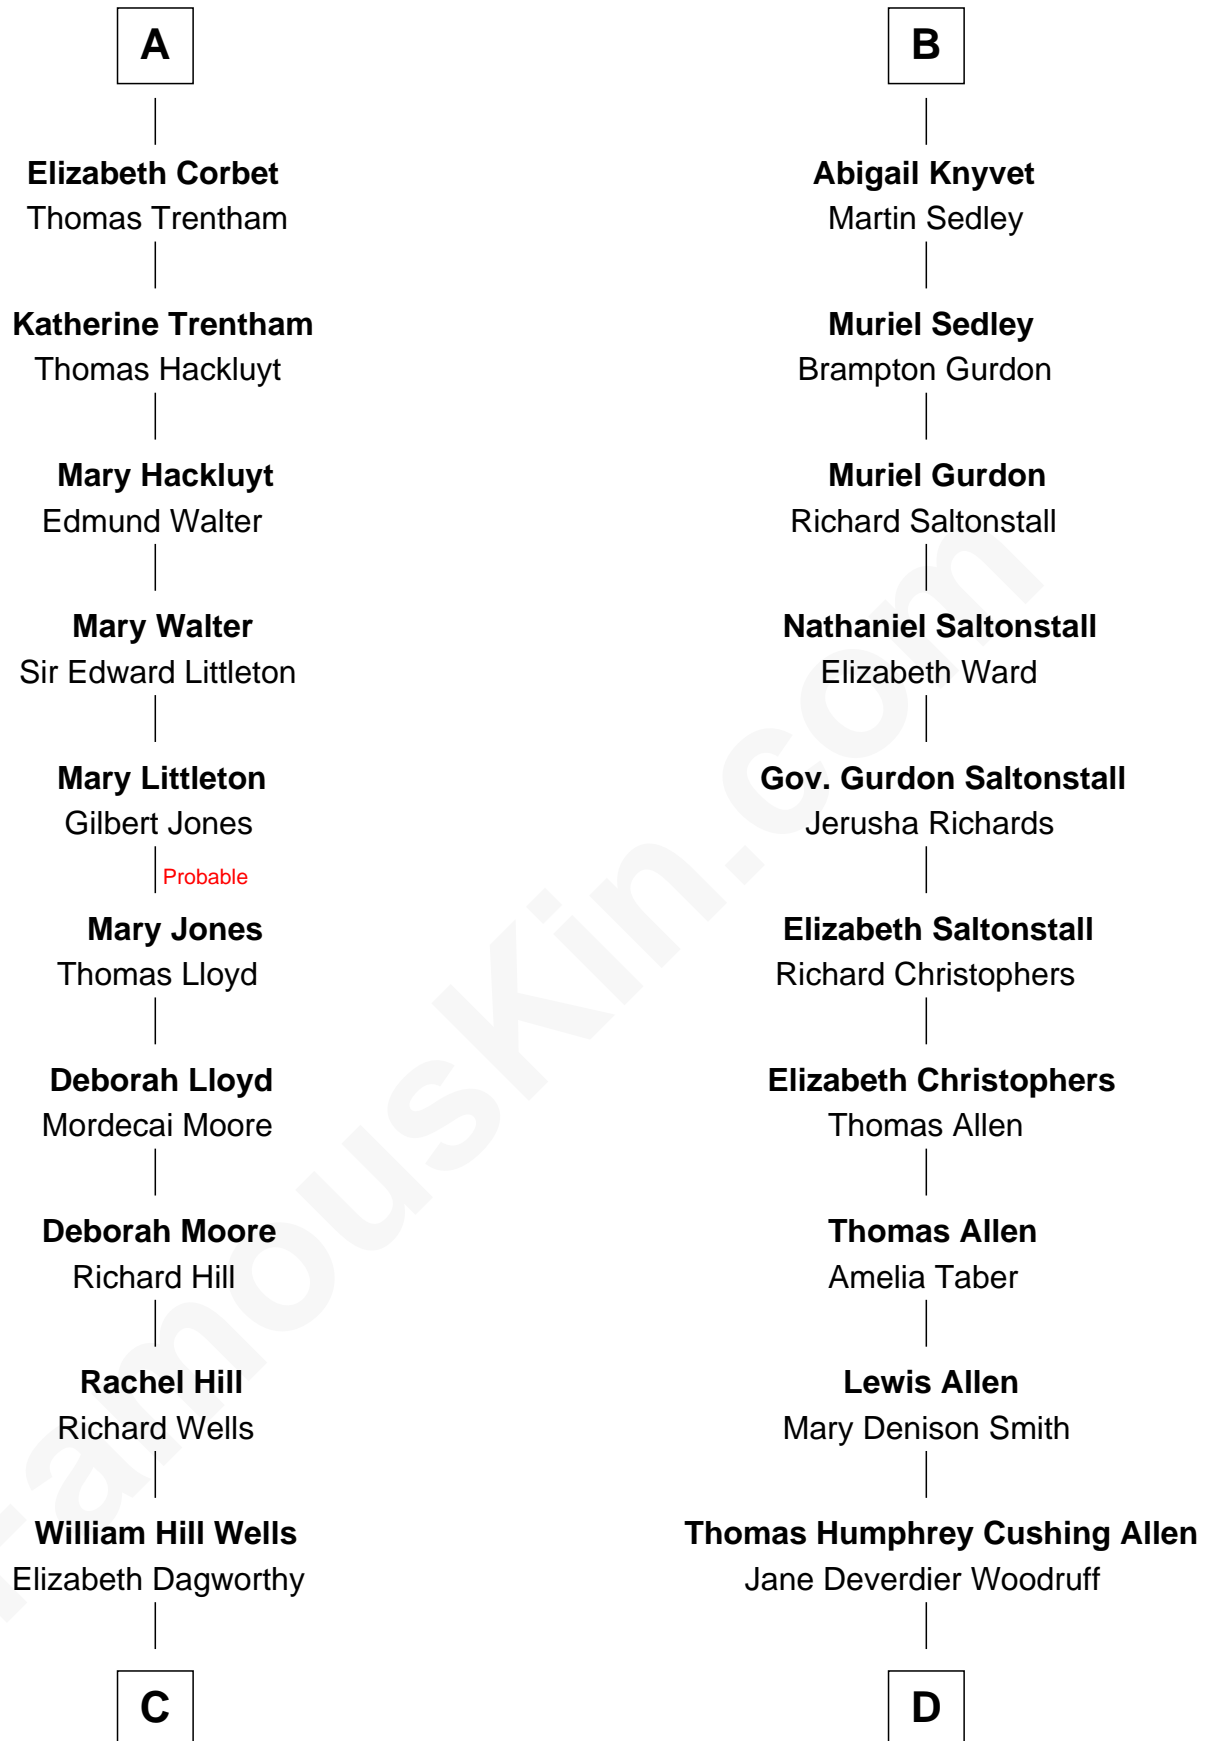 A
Elizabeth Corbet
Thomas Trentham
Katherine Trentham
Thomas Hackluyt
Mary Hackluyt
Edmund Walter
Mary Walter
Sir Edward Littleton
Mary Littleton
Gilbert Jones
Probable
Mary Jones
Thomas Lloyd
Deborah Lloyd
Mordecai Moore
Deborah Moore
Richard Hill
Rachel Hill
Richard Wells
William Hill Wells
Elizabeth Dagworthy
C
B
Abigail Knyvet
Martin Sedley
Muriel Sedley
Brampton Gurdon
Muriel Gurdon
Richard Saltonstall
Nathaniel Saltonstall
Elizabeth Ward
Gov. Gurdon Saltonstall
Jerusha Richards
Elizabeth Saltonstall
Richard Christophers
Elizabeth Christophers
Thomas Allen
Thomas Allen
Amelia Taber
Lewis Allen
Mary Denison Smith
Thomas Humphrey Cushing Allen
Jane Deverdier Woodruff
D
FamousKin.com